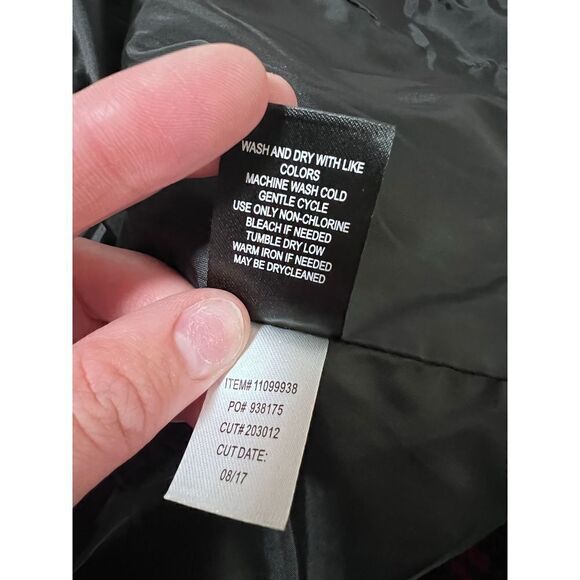 WASH AND DRY WITH LIKE
COLORS
MACHINE WASH COLD
GENTLE CYCLE
USE ONLY NON-CHLORINE
BLEACH IF NEEDED
TUMBLE DRY LOW
WARM IRON IF NEEDED
MAY BE DRYCLEANED
ITEM# 11099938
PO# 938175
CUT# 203012
CUT DATE:
08/17